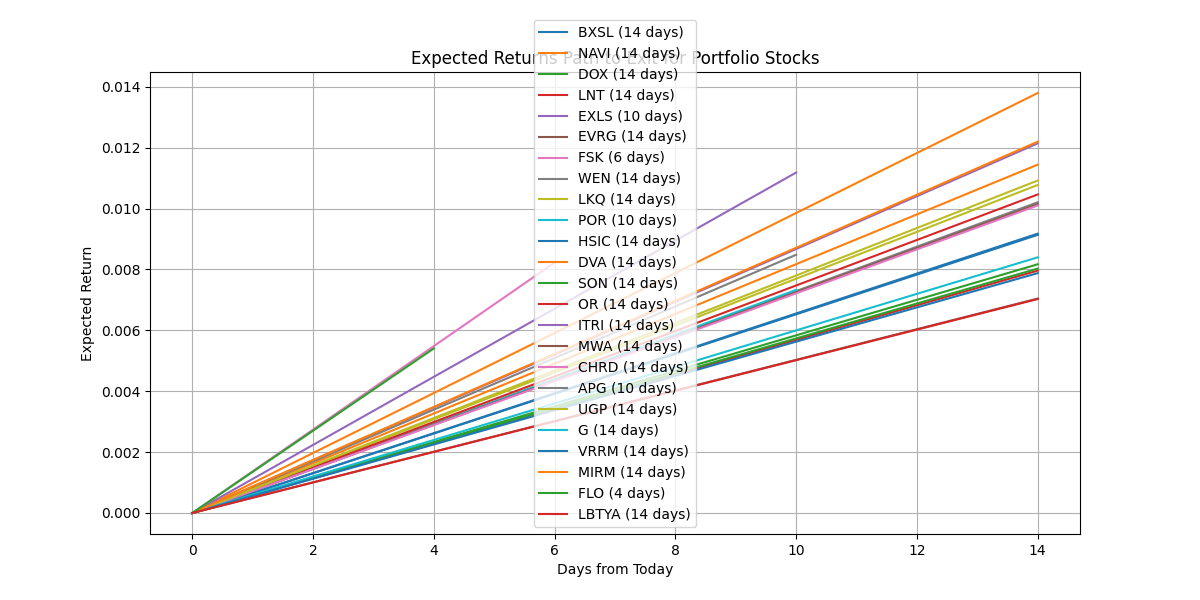 Expected Returns Path to Exit for Portfolio Stocks
BXSL (14 days)
NAVI (14 days)
DOX (14 days)
LNT (14 days)
EXLS (10 days)
EVRG (14 days)
FSK (6 days)
WEN (14 days)
LKQ (14 days)
POR (10 days)
HSIC (14 days)
DVA (14 days)
SON (14 days)
OR (14 days)
ITRI (14 days)
MWA (14 days)
CHRD (14 days)
APG (10 days)
UGP (14 days)
G (14 days)
VRRM (14 days)
MIRM (14 days)
FLO (4 days)
LBTYA (14 days)
Expected Return
0.014
0.012
0.010
0.008
0.006
0.004
0.002
0.000
0 2 4 6 8 10 12 14
Days from Today